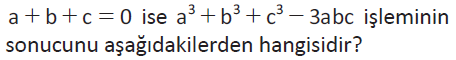 a + b + c = 0 ise a³ + b³ + c³ − 3abc işleminin
sonucunu aşağıdakilerden hangisidir?